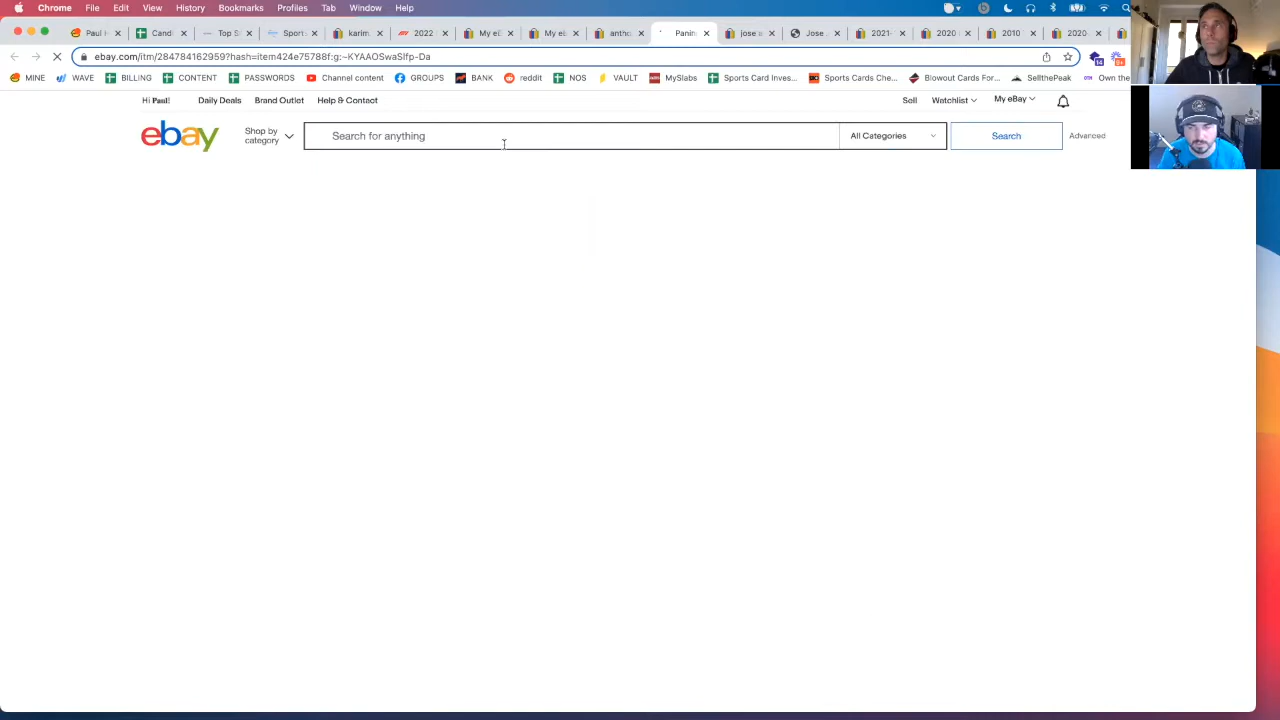 Chrome File Edit View History Bookmarks Profiles Tab Window Help
Paul i Candi Top S Sport karim. 2022 My e My e antho Panin jose Jose 2021- 2020 2010 2020
ebay.com/itm/284784162959?hash=item424e75788f:g:~KYAAOSwaSlfp-Da
MINE WAVE BILLING CONTENT PASSWORDS Channel content GROUPS BANK reddit NOS VAULT MySlabs Sports Card Inves... Sports Cards Che... Blowout Cards For... SellthePeak Own the
Hi Paul! Daily Deals Brand Outlet Help & Contact Sell Watchlist My eBay
ebay Shop by category Search for anything All Categories Search Advanced